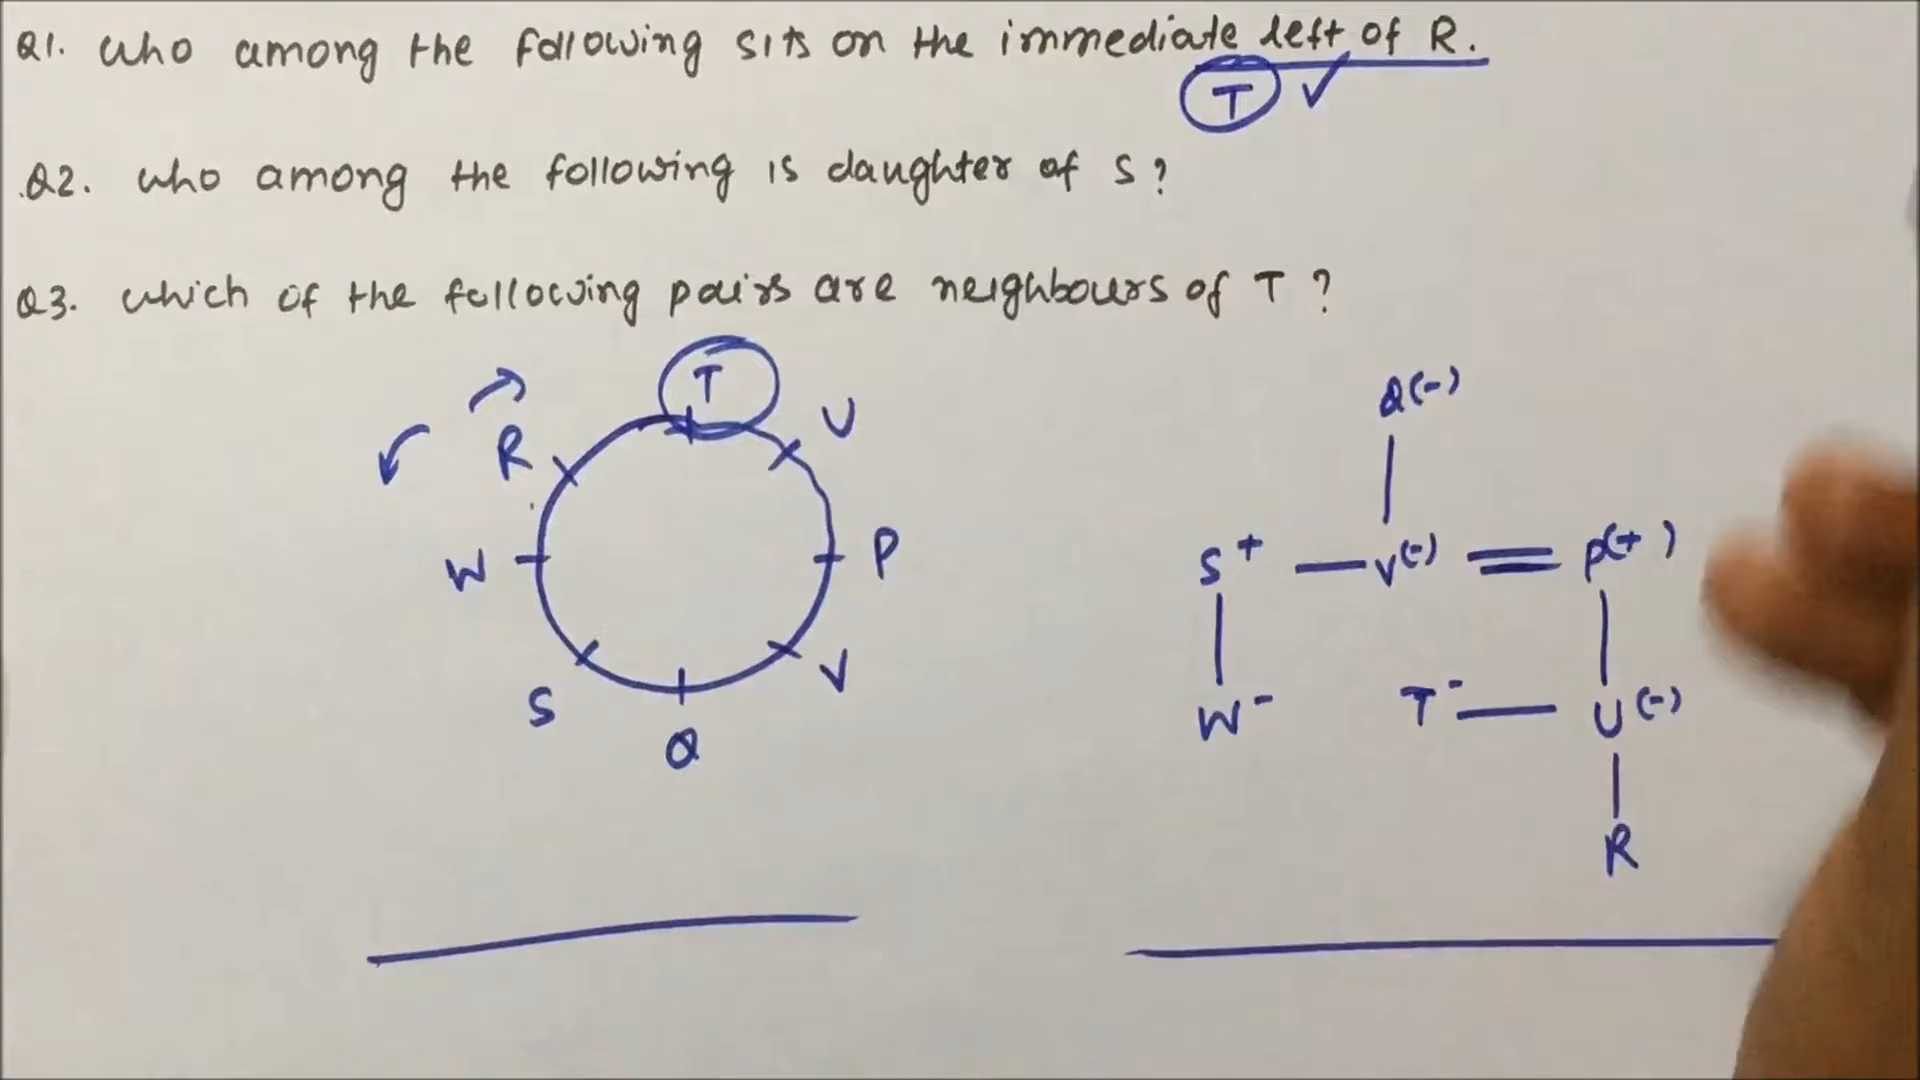 Q1. who among the following sits on the immediate left of R.
T ✓
Q2. who among the following is daughter of S?
Q3. which of the following pairs are neighbours of T ?
T
U
R
P
W
V
S
Q
Q(-)
S+ — V(-) = P(+)
W- T- — U(-)
R